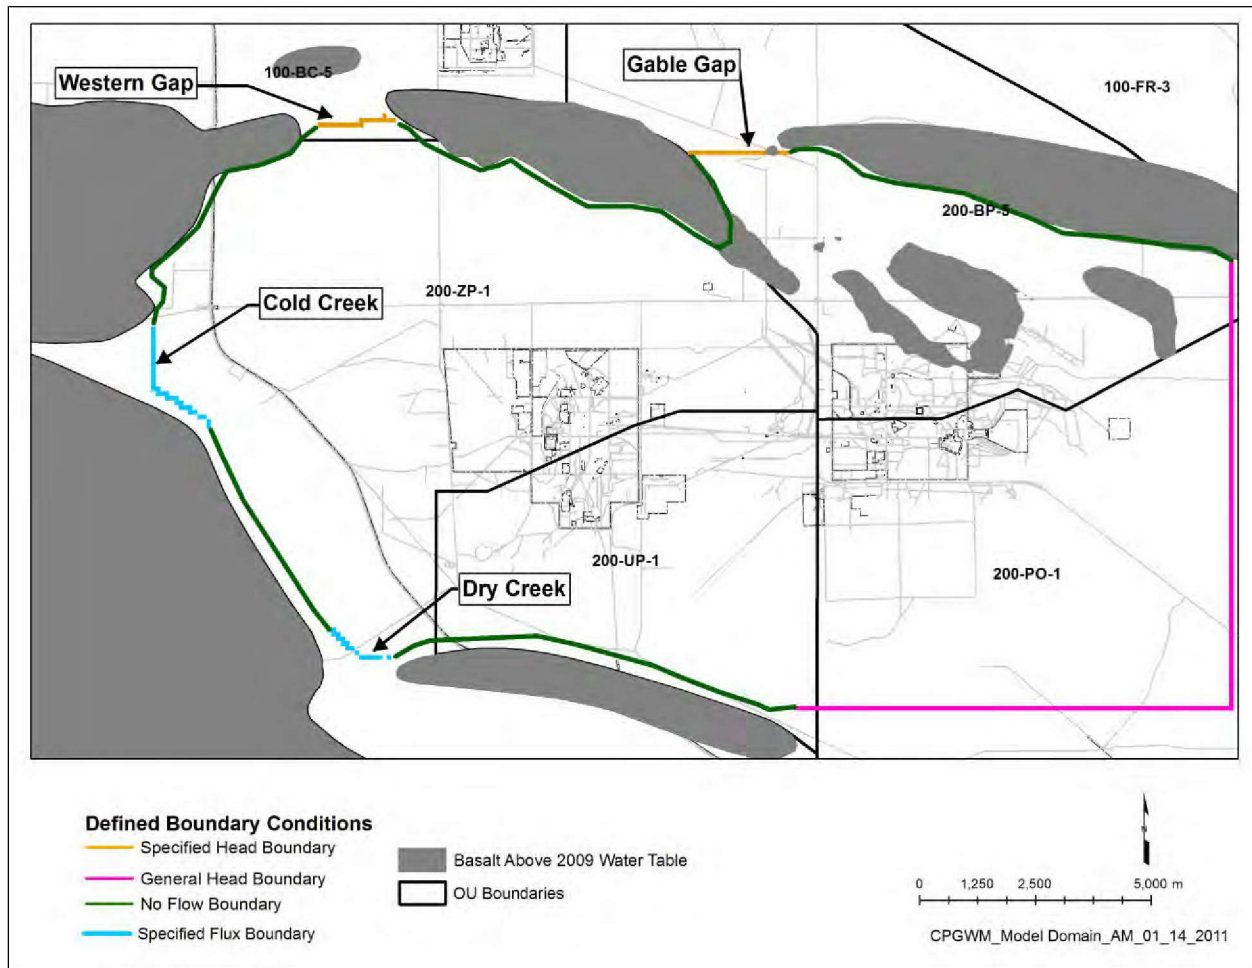 100-BC-5
Western Gap
Gable Gap
100-FR-3
200-BP-5
Cold Creek
200-ZP-1
Dry Creek
200-UP-1
200-PO-1
Defined Boundary Conditions
Specified Head Boundary
General Head Boundary
No Flow Boundary
Specified Flux Boundary
Basalt Above 2009 Water Table
OU Boundaries
N
0 1,250 2,500 5,000 m
CPGWM_Model Domain_AM_01_14_2011